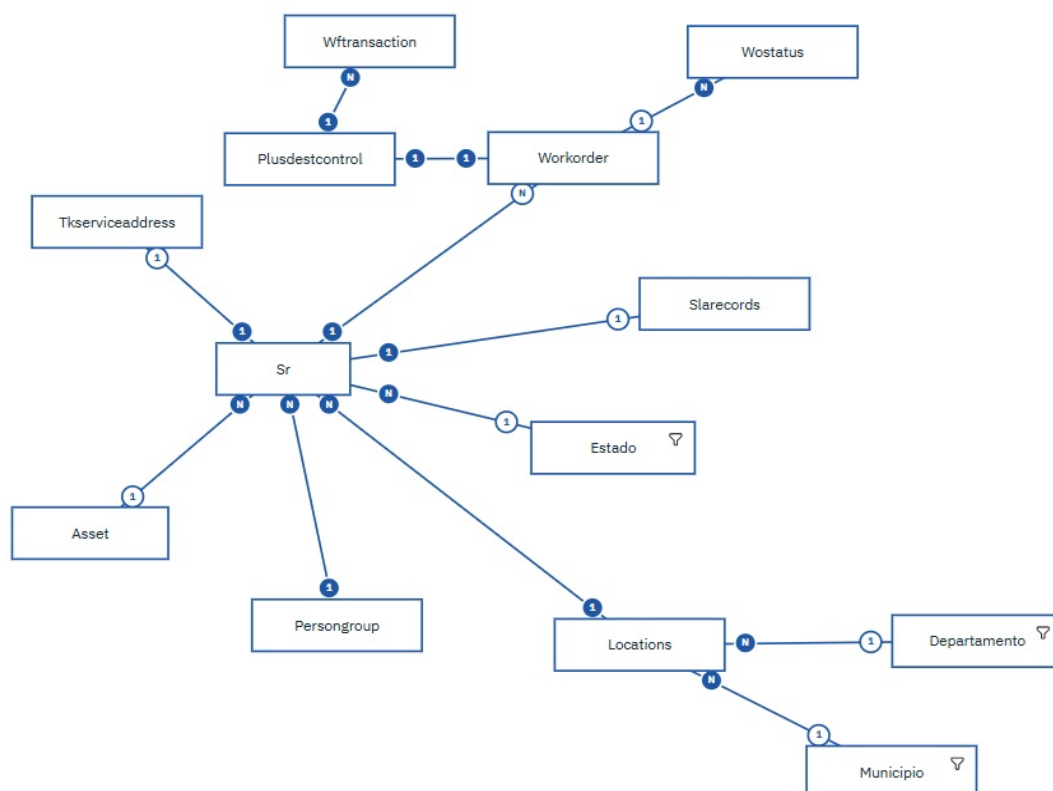 Wftransaction
Wostatus
N
N
1
1
Plusdestcontrol
1
1
Workorder
N
Tkserviceaddress
1
Slarecords
1
1
1
1
Sr
N
1
Estado
N
N
N
1
Asset
1
Persongroup
1
Locations
N
1
Departamento
N
1
Municipio